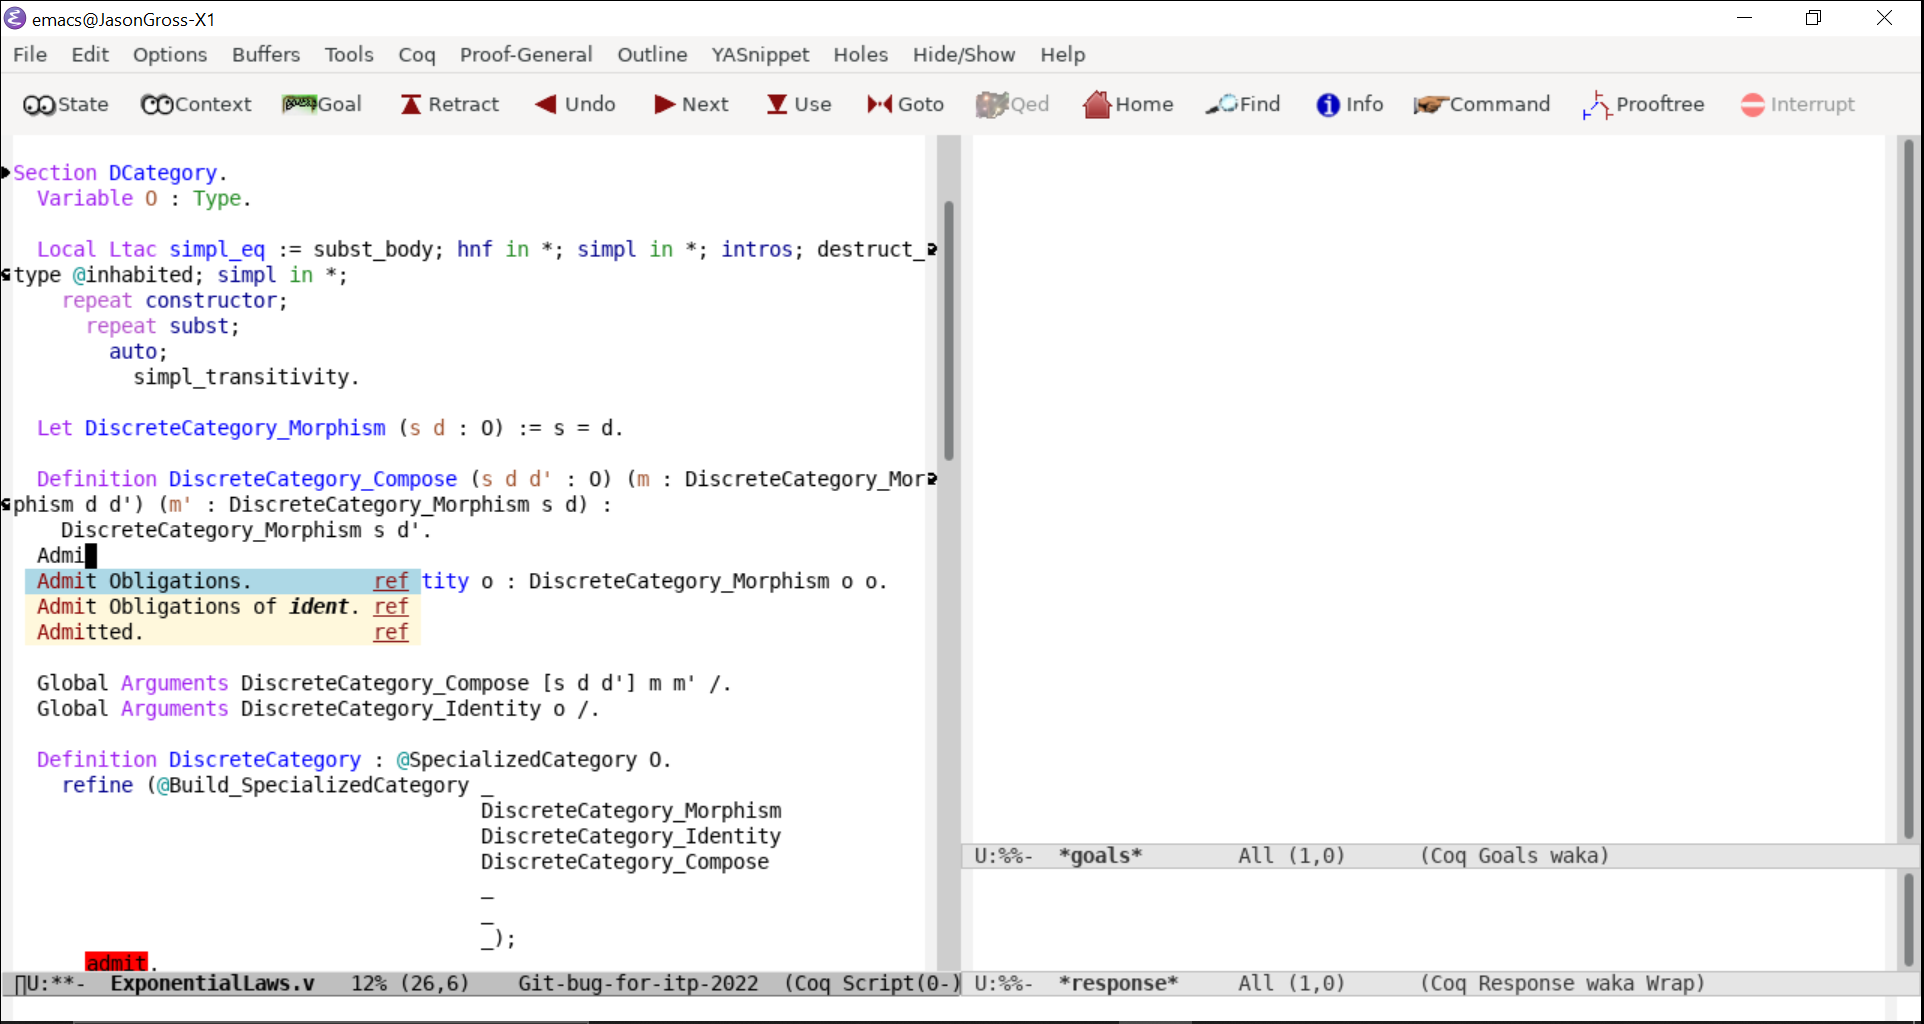 emacs@JasonGross-X1
File Edit Options Buffers Tools Coq Proof-General Outline YASnippet Holes Hide/Show Help
State Context Goal Retract Undo Next Use Goto Qed Home Find Info Command Prooftree Interrupt
Section DCategory.
Variable O : Type.
Local Ltac simpl_eq := subst_body; hnf in *; simpl in *; intros; destruct_
type @inhabited; simpl in *;
repeat constructor;
repeat subst;
auto;
simpl_transitivity.
Let DiscreteCategory_Morphism (s d : O) := s = d.
Definition DiscreteCategory_Compose (s d d' : O) (m : DiscreteCategory_Mor
phism d d') (m' : DiscreteCategory_Morphism s d) :
DiscreteCategory_Morphism s d'.
Admi
Admit Obligations. ref tity o : DiscreteCategory_Morphism o o.
Admit Obligations of ident. ref
Admitted. ref
Global Arguments DiscreteCategory_Compose [s d d'] m m' /.
Global Arguments DiscreteCategory_Identity o /.
Definition DiscreteCategory : @SpecializedCategory O.
refine (@Build_SpecializedCategory _
DiscreteCategory_Morphism
DiscreteCategory_Identity
DiscreteCategory_Compose
_
_
_);
admit.
U:**- ExponentialLaws.v 12% (26,6) Git-bug-for-itp-2022 (Coq Script(0-)
U:%%- *goals* All (1,0) (Coq Goals waka)
U:%%- *response* All (1,0) (Coq Response waka Wrap)